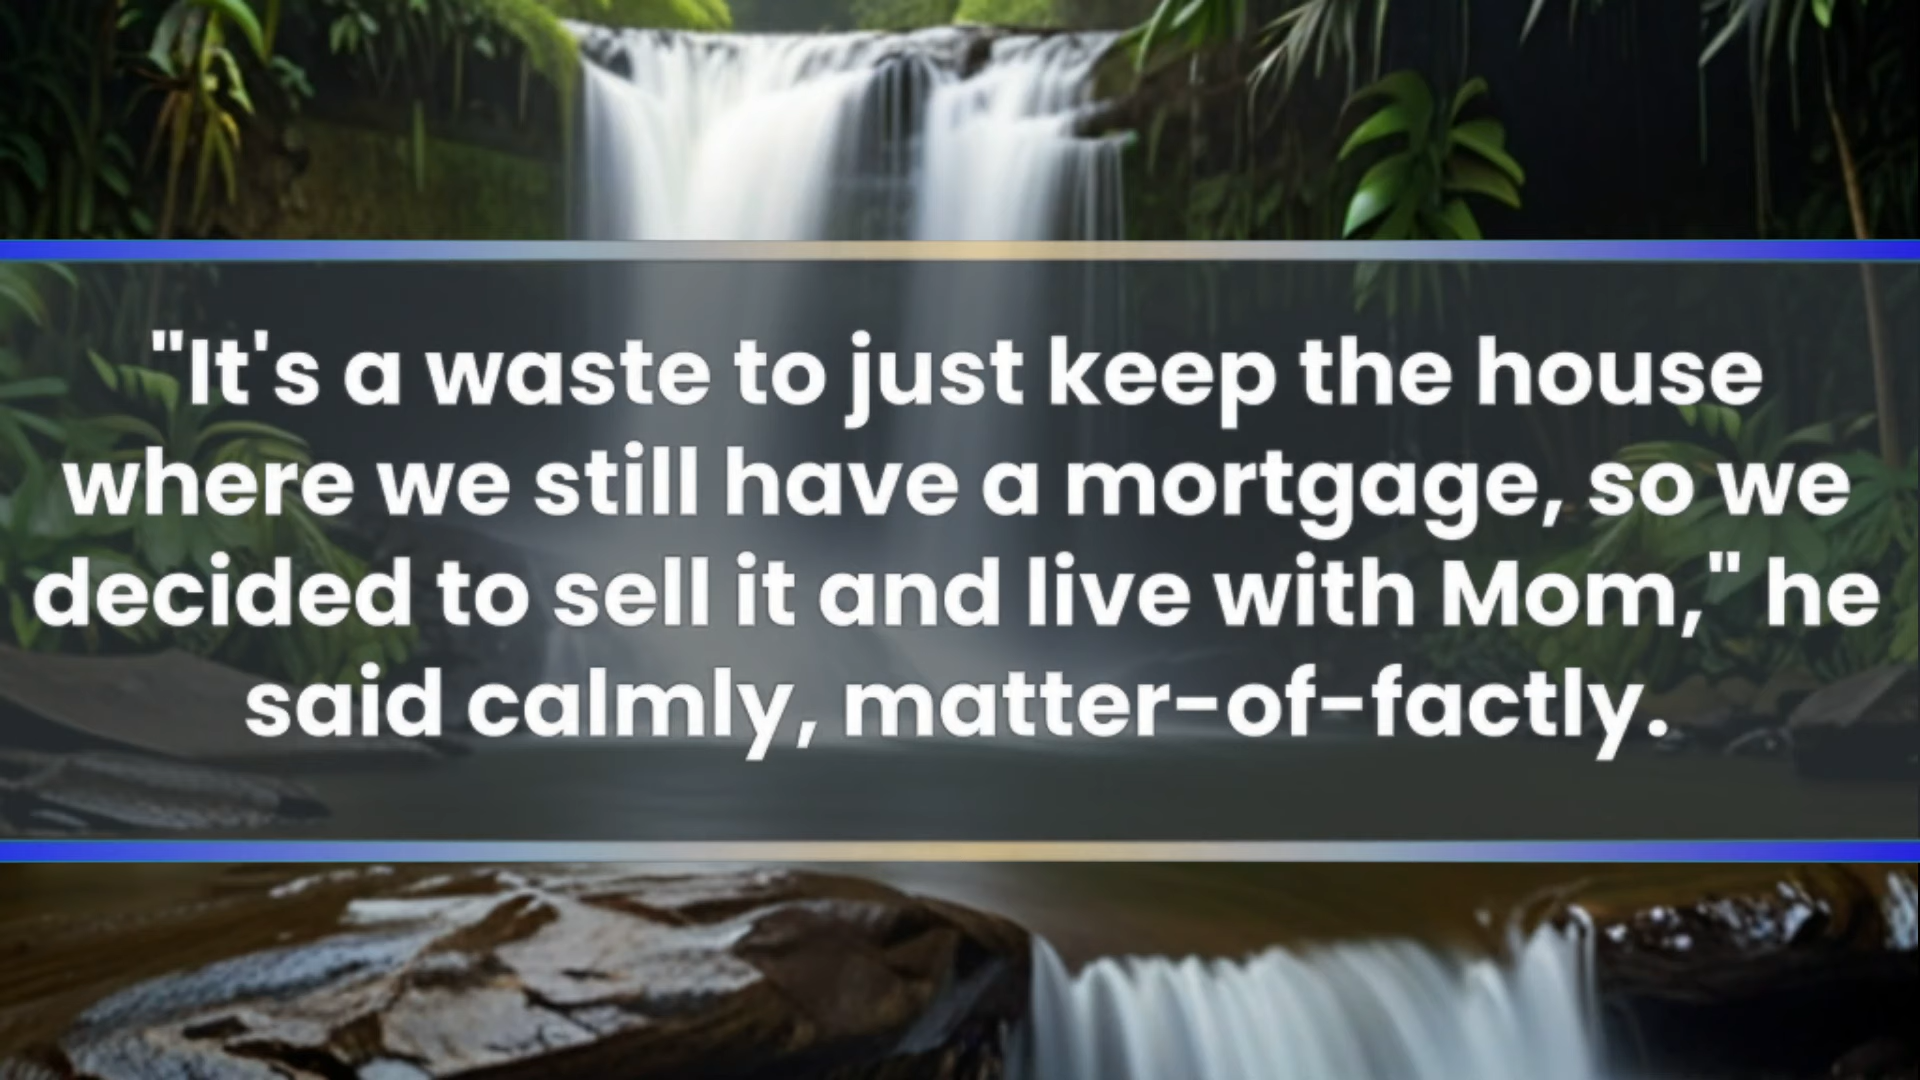 "It's a waste to just keep the house
where we still have a mortgage, so we
decided to sell it and live with Mom," he
said calmly, matter-of-factly.